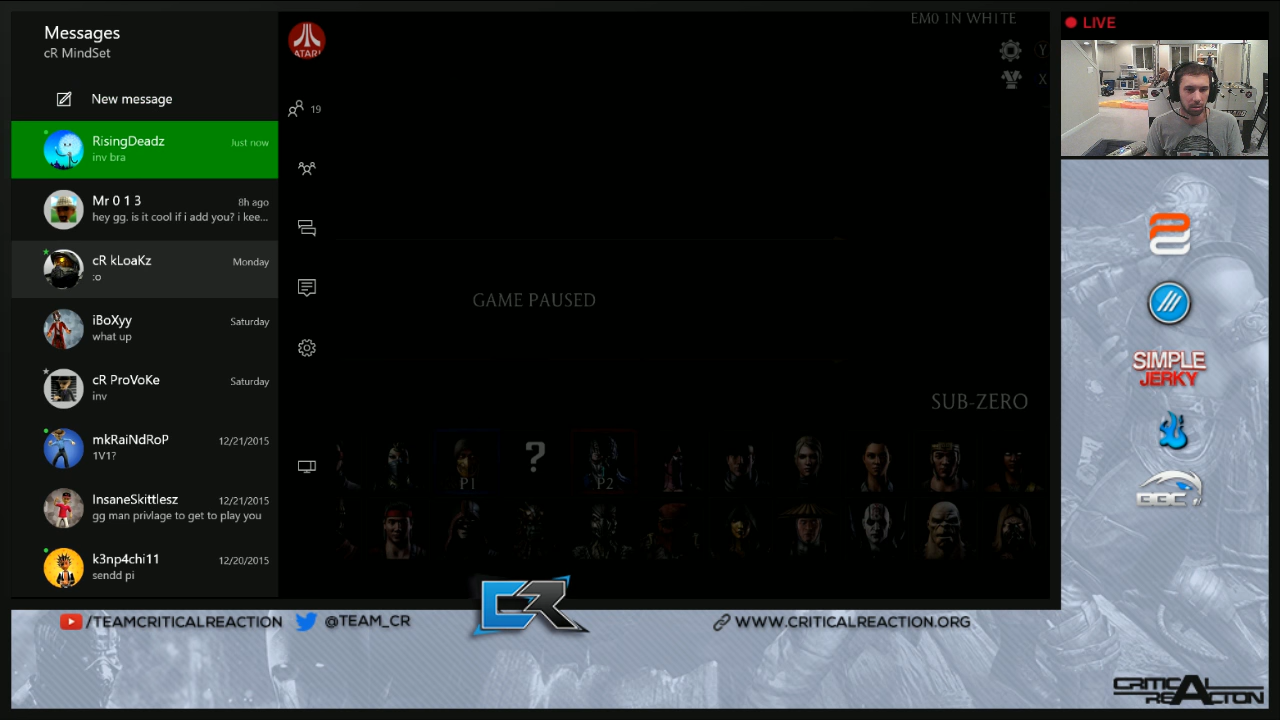 Messages
cR MindSet
New message
RisingDeadz
Just now
inv bra
Mr 0 1 3
8h ago
hey gg. is it cool if i add you? i kee...
cR kLoaKz
Monday
:o
iBoXyy
Saturday
what up
cR ProVoKe
Saturday
inv
mkRaiNdRoP
12/21/2015
1V1?
InsaneSkittlesz
12/21/2015
gg man privlage to get to play you
k3np4chi11
12/20/2015
sendd pi
ATARI
19
EM0 IN WHITE
Y
X
GAME PAUSED
SUB-ZERO
P1
?
P2
LIVE
SIMPLE
JERKY
GGC
CR
/TEAMCRITICALREACTION
@TEAM_CR
WWW.CRITICALREACTION.ORG
CRITICAL
REACTION